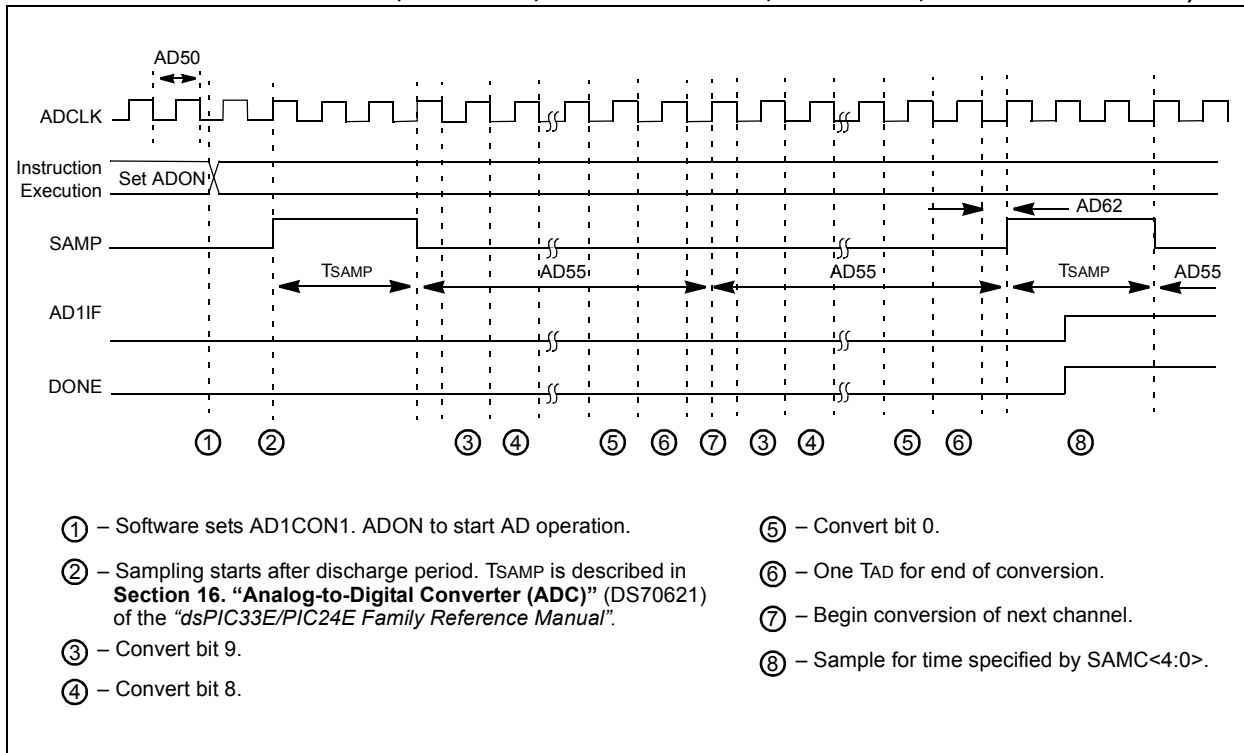 AD50
ADCLK
Instruction
Execution
Set ADON
AD62
SAMP
TSAMP
AD55
AD55
TSAMP
AD55
AD1IF
DONE
1 2 3 4 5 6 7 3 4 5 6 8
1 – Software sets AD1CON1. ADON to start AD operation.
2 – Sampling starts after discharge period. TSAMP is described in
Section 16. “Analog-to-Digital Converter (ADC)” (DS70621)
of the “dsPIC33E/PIC24E Family Reference Manual”.
3 – Convert bit 9.
4 – Convert bit 8.
5 – Convert bit 0.
6 – One TAD for end of conversion.
7 – Begin conversion of next channel.
8 – Sample for time specified by SAMC<4:0>.